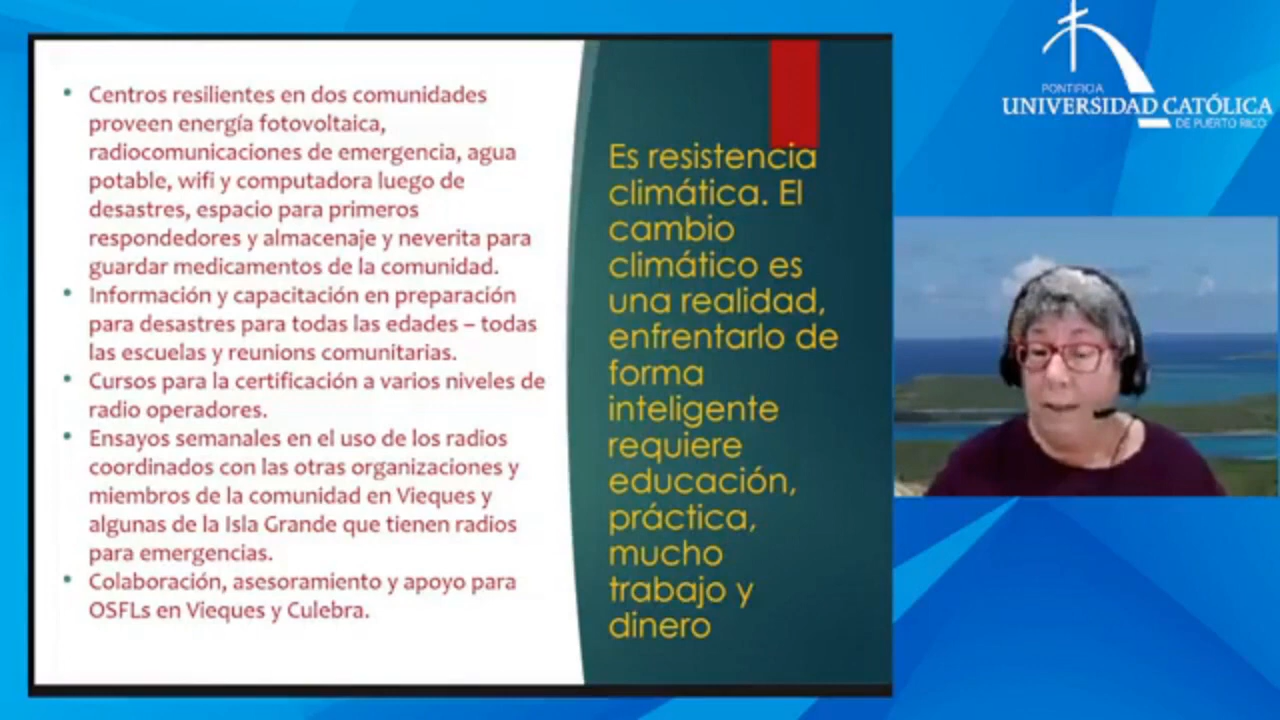 Centros resilientes en dos comunidades
proveen energía fotovoltaica,
radiocomunicaciones de emergencia, agua
potable, wifi y computadora luego de
desastres, espacio para primeros
respondedores y almacenaje y neverita para
guardar medicamentos de la comunidad.
Información y capacitación en preparación
para desastres para todas las edades – todas
las escuelas y reunions comunitarias.
Cursos para la certificación a varios niveles de
radio operadores.
Ensayos semanales en el uso de los radios
coordinados con las otras organizaciones y
miembros de la comunidad en Vieques y
algunas de la Isla Grande que tienen radios
para emergencias.
Colaboración, asesoramiento y apoyo para
OSFLs en Vieques y Culebra.
Es resistencia
climática. El
cambio
climático es
una realidad,
enfrentarlo de
forma
inteligente
requiere
educación,
práctica,
mucho
trabajo y
dinero
PONTIFICIA
UNIVERSIDAD CATÓLICA
DE PUERTO RICO